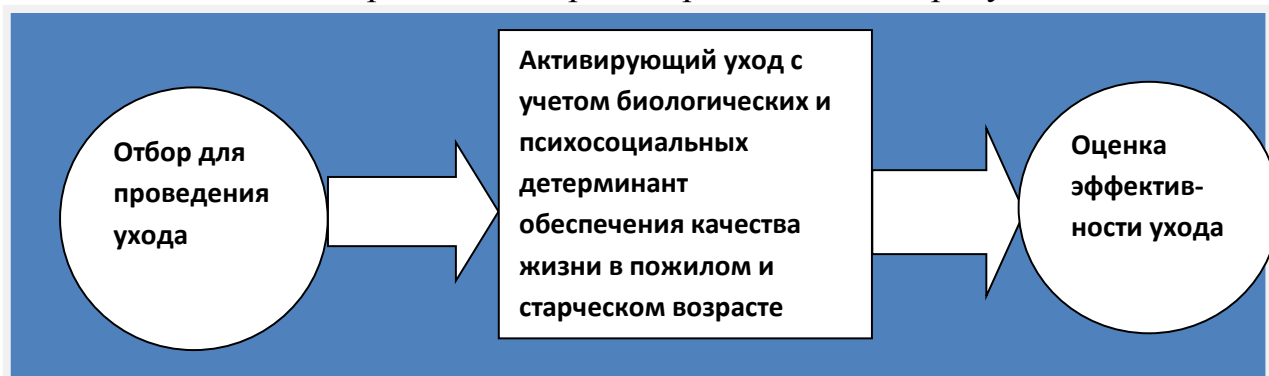 Отбор для
проведения
ухода
Активирующий уход с
учетом биологических и
психосоциальных
детерминант
обеспечения качества
жизни в пожилом и
старческом возрасте
Оценка
эффектив-
ности ухода